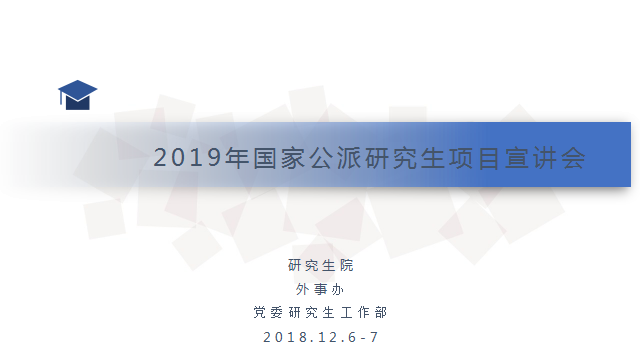 2019年国家公派研究生项目宣讲会
研究生院
外事办
党委研究生工作部
2018.12.6-7